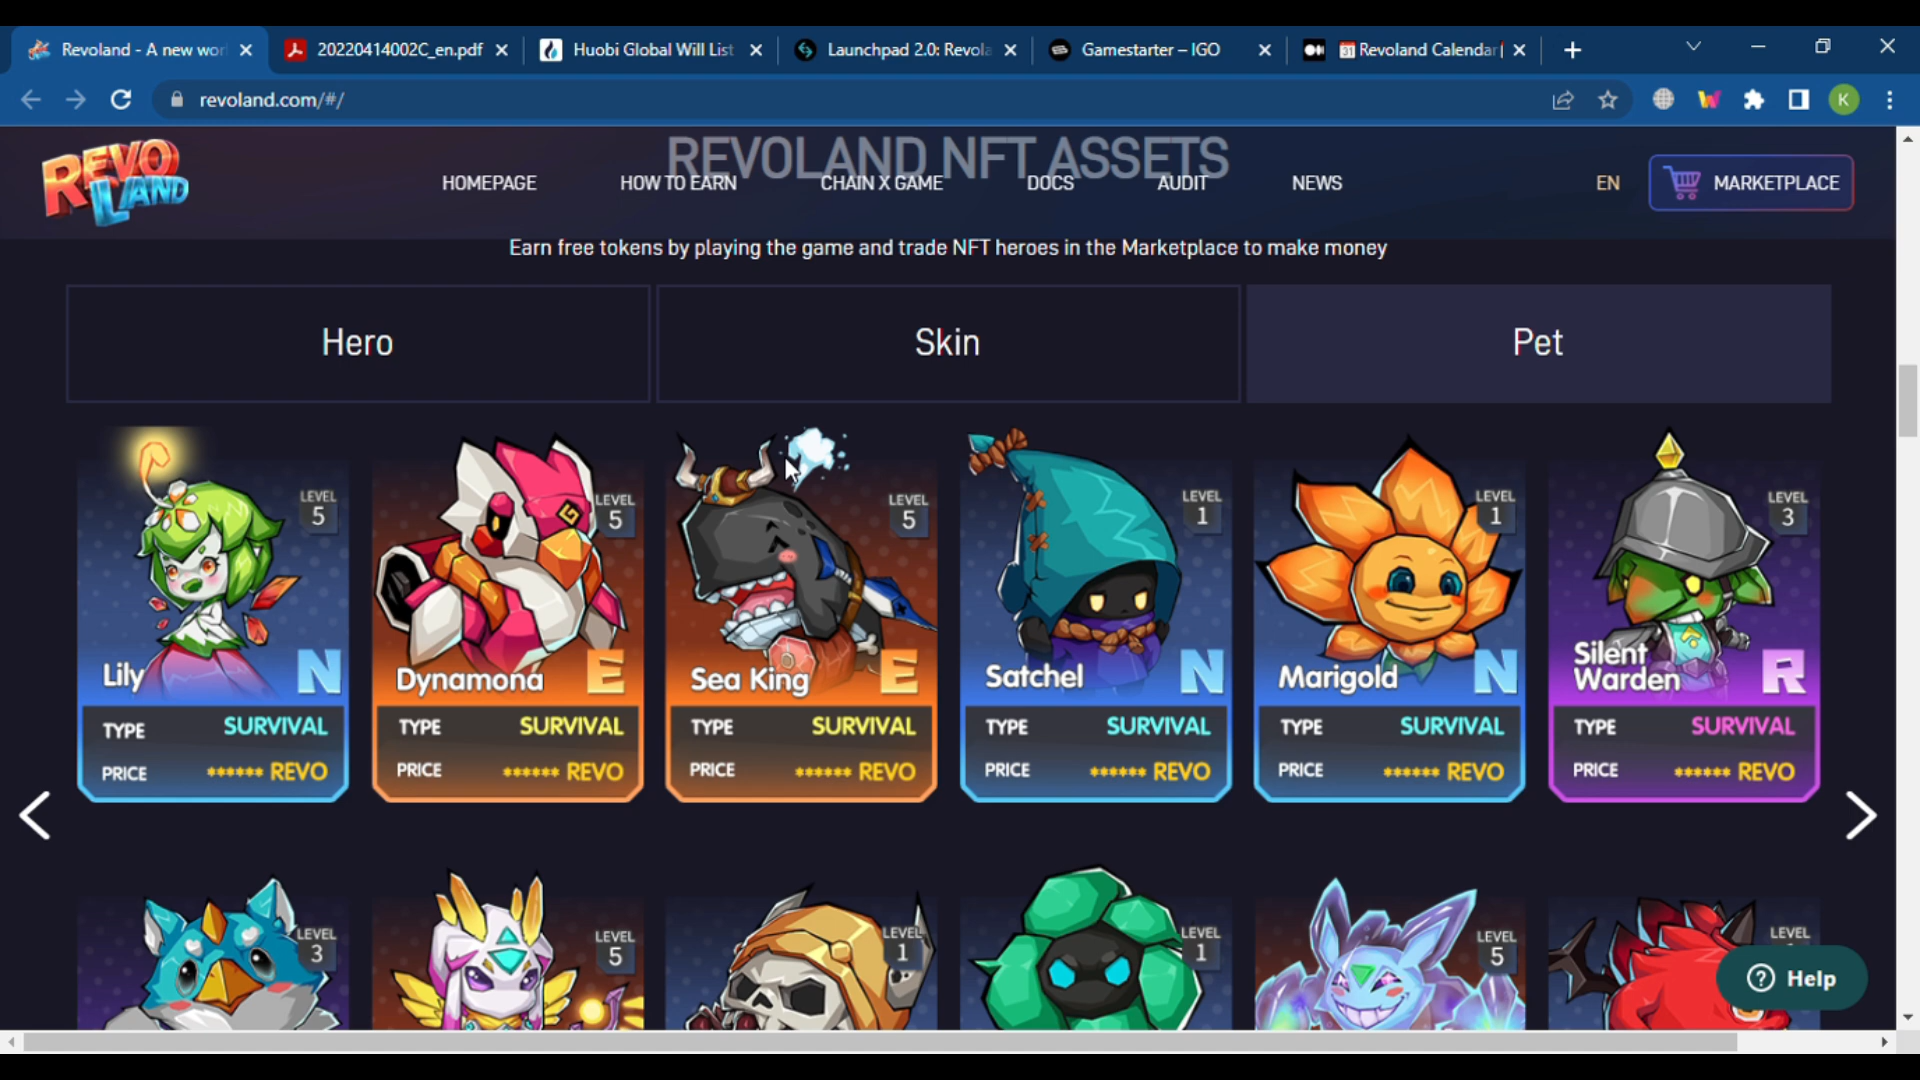 Revoland - A new wor
20220414002C_en.pdf
Huobi Global Will List
Launchpad 2.0: Revola
Gamestarter – IGO
31 Revoland Calendar
revoland.com/#/
K
REVO LAND
REVOLAND NFT ASSETS
HOMEPAGE
HOW TO EARN
CHAIN X GAME
DOCS
AUDIT
NEWS
EN
MARKETPLACE
Earn free tokens by playing the game and trade NFT heroes in the Marketplace to make money
Hero
Skin
Pet
LEVEL 5
Lily
N
TYPE SURVIVAL
PRICE ****** REVO
LEVEL 5
Dynamona
E
TYPE SURVIVAL
PRICE ****** REVO
LEVEL 5
Sea King
E
TYPE SURVIVAL
PRICE ****** REVO
LEVEL 1
Satchel
N
TYPE SURVIVAL
PRICE ****** REVO
LEVEL 1
Marigold
N
TYPE SURVIVAL
PRICE ****** REVO
LEVEL 3
Silent
Warden
R
TYPE SURVIVAL
PRICE ****** REVO
LEVEL 3
LEVEL 5
LEVEL 1
LEVEL 1
LEVEL 5
LEVEL
Help